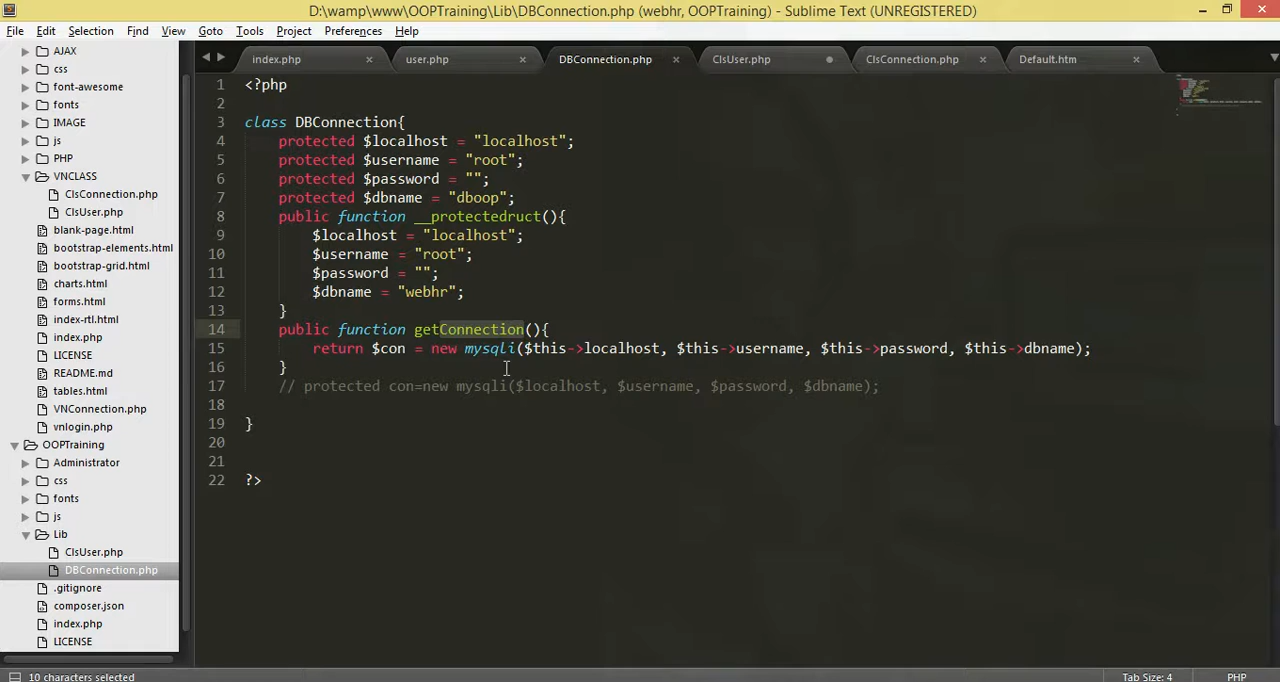 D:\wamp\www\OOPTraining\Lib\DBConnection.php (webhr, OOPTraining) - Sublime Text (UNREGISTERED)
File Edit Selection Find View Goto Tools Project Preferences Help
AJAX
css
font-awesome
fonts
IMAGE
js
PHP
VNCLASS
ClsConnection.php
ClsUser.php
blank-page.html
bootstrap-elements.html
bootstrap-grid.html
charts.html
forms.html
index-rtl.html
index.php
LICENSE
README.md
tables.html
VNConnection.php
vnlogin.php
OOPTraining
Administrator
css
fonts
js
Lib
ClsUser.php
DBConnection.php
.gitignore
composer.json
index.php
LICENSE
index.php user.php DBConnection.php ClsUser.php ClsConnection.php Default.htm
1 <?php
2
3 class DBConnection{
4 protected $localhost = "localhost";
5 protected $username = "root";
6 protected $password = "";
7 protected $dbname = "dboop";
8 public function __protectedruct(){
9 $localhost = "localhost";
10 $username = "root";
11 $password = "";
12 $dbname = "webhr";
13 }
14 public function getConnection(){
15 return $con = new mysqli($this->localhost, $this->username, $this->password, $this->dbname);
16 }
17 // protected con=new mysqli($localhost, $username, $password, $dbname);
18
19 }
20
21
22 ?>
10 characters selected Tab Size: 4 PHP